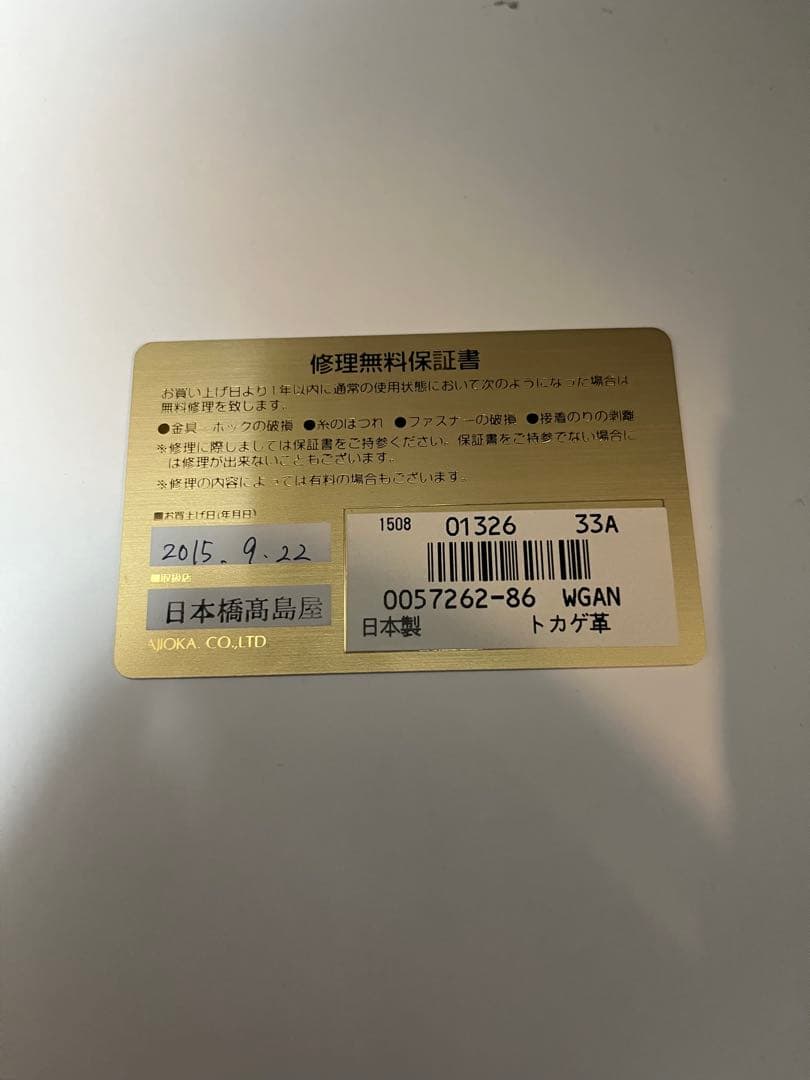 修理無料保証書
お買い上げ日より1年以内に通常の使用状態において次のようになった場合は
無料修理を致します。
●金具―ホックの破損 ●糸のほつれ ●ファスナーの破損 ●接着のりの剥離
※修理に際しましては保証書をご持参ください。保証書をご持参でない場合に
は修理が出来ないこともございます。
※修理の内容によっては有料の場合もございます。
■お買上げ日(年月日)
2015.9.22
■取扱店
日本橋髙島屋
AJIOKA. CO.,LTD
1508 01326 33A
0057262-86 WGAN
日本製 トカゲ革